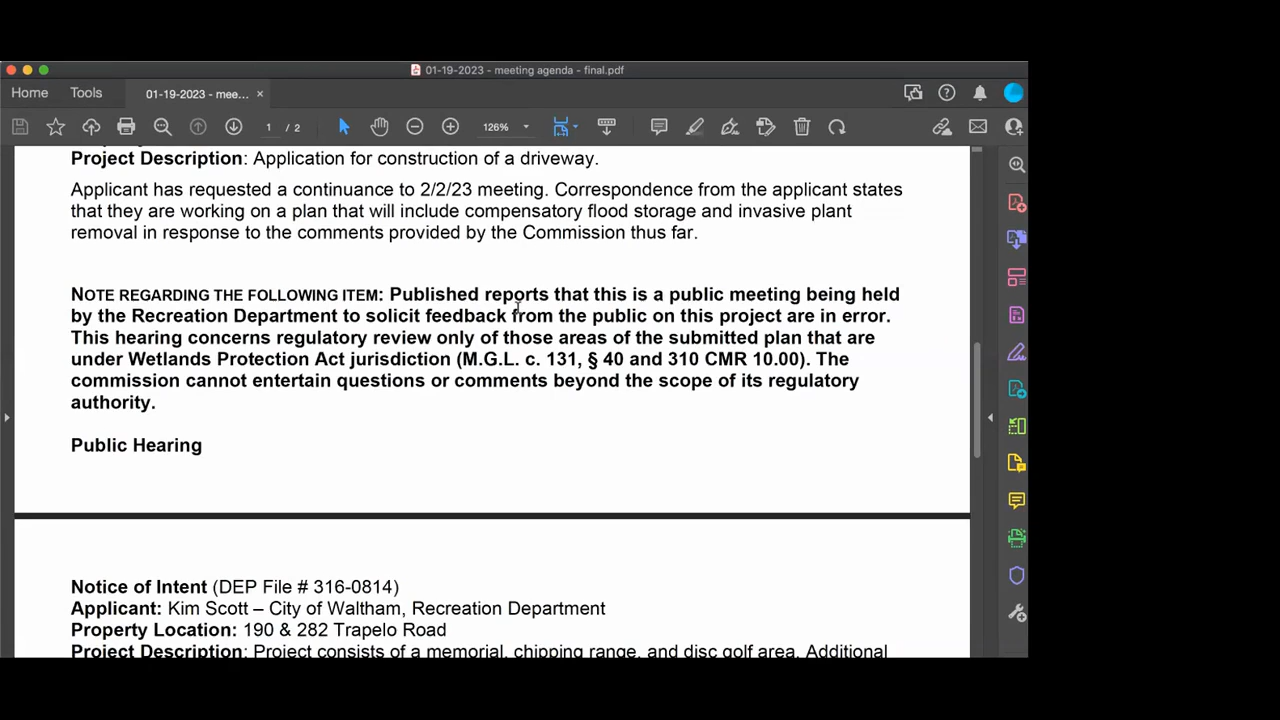 01-19-2023 - meeting agenda - final.pdf
Home Tools 01-19-2023 - mee... ×
1 / 2 126%
Project Description: Application for construction of a driveway.
Applicant has requested a continuance to 2/2/23 meeting. Correspondence from the applicant states
that they are working on a plan that will include compensatory flood storage and invasive plant
removal in response to the comments provided by the Commission thus far.
NOTE REGARDING THE FOLLOWING ITEM: Published reports that this is a public meeting being held
by the Recreation Department to solicit feedback from the public on this project are in error.
This hearing concerns regulatory review only of those areas of the submitted plan that are
under Wetlands Protection Act jurisdiction (M.G.L. c. 131, § 40 and 310 CMR 10.00). The
commission cannot entertain questions or comments beyond the scope of its regulatory
authority.
Public Hearing
Notice of Intent (DEP File # 316-0814)
Applicant: Kim Scott – City of Waltham, Recreation Department
Property Location: 190 & 282 Trapelo Road
Project Description: Project consists of a memorial, chipping range, and disc golf area. Additional